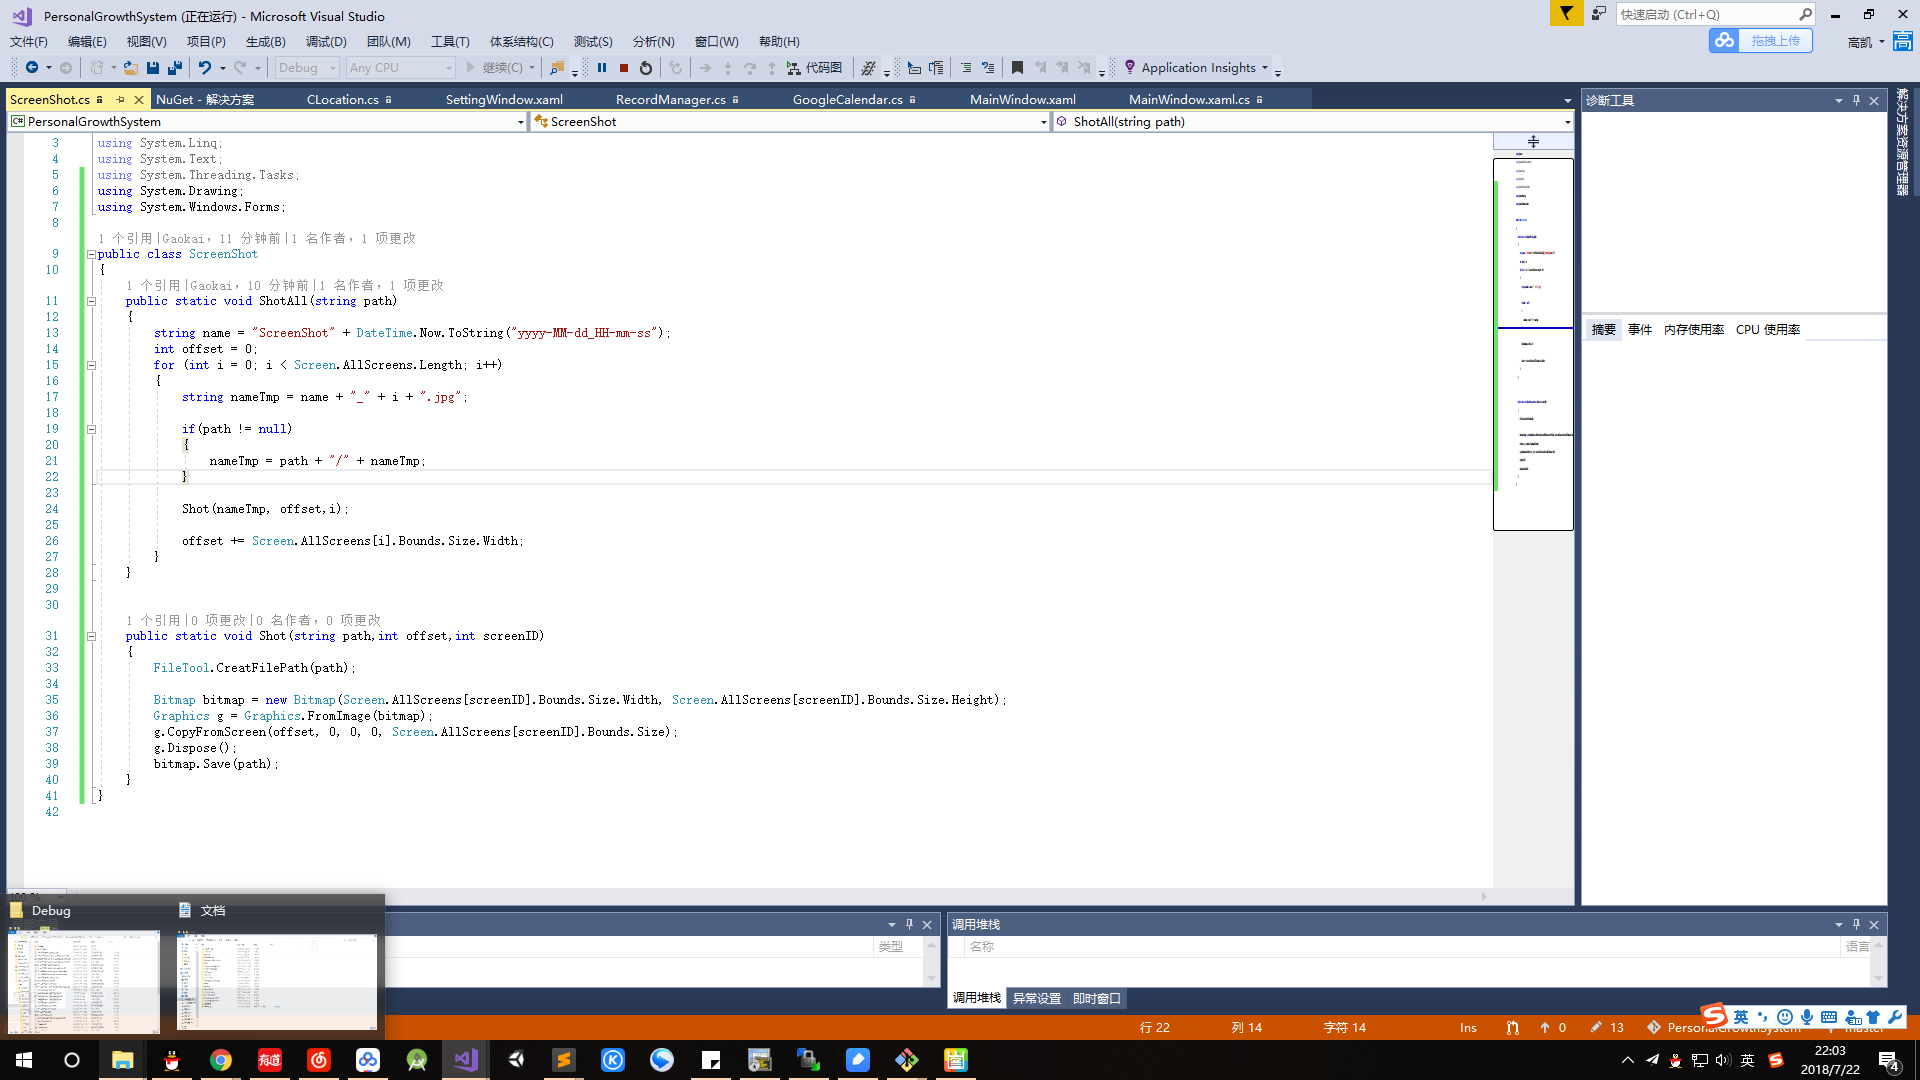 PersonalGrowthSystem (正在运行) - Microsoft Visual Studio
快速启动 (Ctrl+Q)
文件(F) 编辑(E) 视图(V) 项目(P) 生成(B) 调试(D) 团队(M) 工具(T) 体系结构(C) 测试(S) 分析(N) 窗口(W) 帮助(H)
拖拽上传
高凯
高
Debug Any CPU 继续(C) 代码图 Application Insights
ScreenShot.cs NuGet - 解决方案 CLocation.cs SettingWindow.xaml RecordManager.cs GoogleCalendar.cs MainWindow.xaml MainWindow.xaml.cs
诊断工具
解决方案资源管理器
C# PersonalGrowthSystem ScreenShot ShotAll(string path)
3 using System.Linq;
4 using System.Text;
5 using System.Threading.Tasks;
6 using System.Drawing;
7 using System.Windows.Forms;
8
1 个引用|Gaokai，11 分钟前|1 名作者，1 项更改
9 public class ScreenShot
10 {
1 个引用|Gaokai，10 分钟前|1 名作者，1 项更改
11 public static void ShotAll(string path)
12 {
13 string name = "ScreenShot" + DateTime.Now.ToString("yyyy-MM-dd_HH-mm-ss");
14 int offset = 0;
15 for (int i = 0; i < Screen.AllScreens.Length; i++)
16 {
17 string nameTmp = name + "_" + i + ".jpg";
18
19 if(path != null)
20 {
21 nameTmp = path + "/" + nameTmp;
22 }
23
24 Shot(nameTmp, offset,i);
25
26 offset += Screen.AllScreens[i].Bounds.Size.Width;
27 }
28 }
29
30
1 个引用|0 项更改|0 名作者，0 项更改
31 public static void Shot(string path,int offset,int screenID)
32 {
33 FileTool.CreatFilePath(path);
34
35 Bitmap bitmap = new Bitmap(Screen.AllScreens[screenID].Bounds.Size.Width, Screen.AllScreens[screenID].Bounds.Size.Height);
36 Graphics g = Graphics.FromImage(bitmap);
37 g.CopyFromScreen(offset, 0, 0, 0, Screen.AllScreens[screenID].Bounds.Size);
38 g.Dispose();
39 bitmap.Save(path);
40 }
41 }
42
摘要 事件 内存使用率 CPU 使用率
Debug 文档
类型
调用堆栈
名称 语言
调用堆栈 异常设置 即时窗口
行 22 列 14 字符 14 Ins 0 13 PersonalGrowthSystem master
英
有道
英
22:03
2018/7/22
4